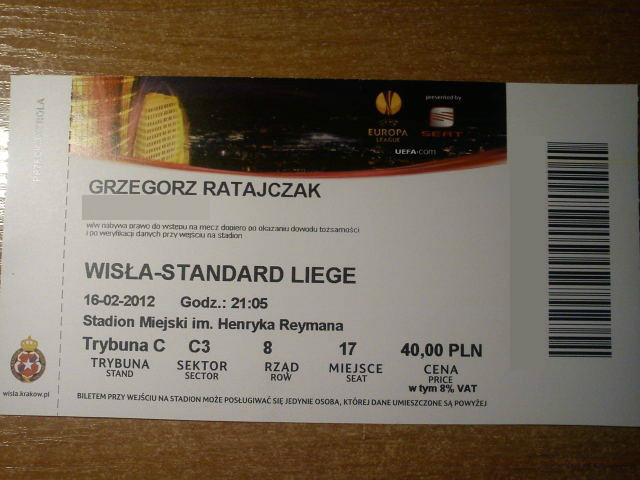 presented by
EUROPA
LEAGUE
SEAT
UEFA.com
GRZEGORZ RATAJCZAK
W/w nabywa prawo do wstępu na mecz dopiero po okazaniu dowodu tożsamości
i po weryfikacji danych przy wejściu na stadion
WISŁA-STANDARD LIEGE
16-02-2012 Godz.: 21:05
Stadion Miejski im. Henryka Reymana
Trybuna C C3 8 17 40,00 PLN
TRYBUNA SEKTOR RZĄD MIEJSCE CENA
STAND SECTOR ROW SEAT PRICE
w tym 8% VAT
wisla.krakow.pl
BILETEM PRZY WEJŚCIU NA STADION MOŻE POSŁUGIWAĆ SIĘ JEDYNIE OSOBA, KTÓREJ DANE UMIESZCZONE SĄ POWYŻEJ